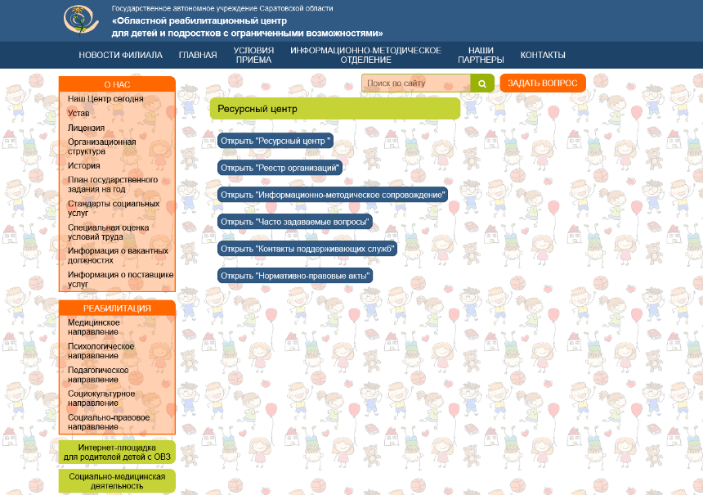 Государственное автономное учреждение Саратовской области
«Областной реабилитационный центр
для детей и подростков с ограниченными возможностями»
НОВОСТИ ФИЛИАЛА
ГЛАВНАЯ
УСЛОВИЯ
ПРИЁМА
ИНФОРМАЦИОННО-МЕТОДИЧЕСКОЕ
ОТДЕЛЕНИЕ
НАШИ
ПАРТНЕРЫ
КОНТАКТЫ
Поиск по сайту
ЗАДАТЬ ВОПРОС
О НАС
Наш Центр сегодня
Устав
Лицензия
Организационная
структура
История
План государственного
задания на год
Стандарты социальных
услуг
Специальная оценка
условий труда
Информация о вакантных
должностях
Информация о поставщике
услуг
РЕАБИЛИТАЦИЯ
Медицинское
направление
Психологическое
направление
Педагогическое
направление
Социокультурное
направление
Социально-правовое
направление
Интернет-площадка
для родителей детей с ОВЗ
Социально-медицинская
деятельность
Ресурсный центр
Открыть "Ресурсный центр "
Открыть "Реестр организаций"
Открыть "Информационно-методическое сопровождение"
Открыть "Часто задаваемые вопросы"
Открыть "Контакты поддерживающих служб"
Открыть "Нормативно-правовые акты"